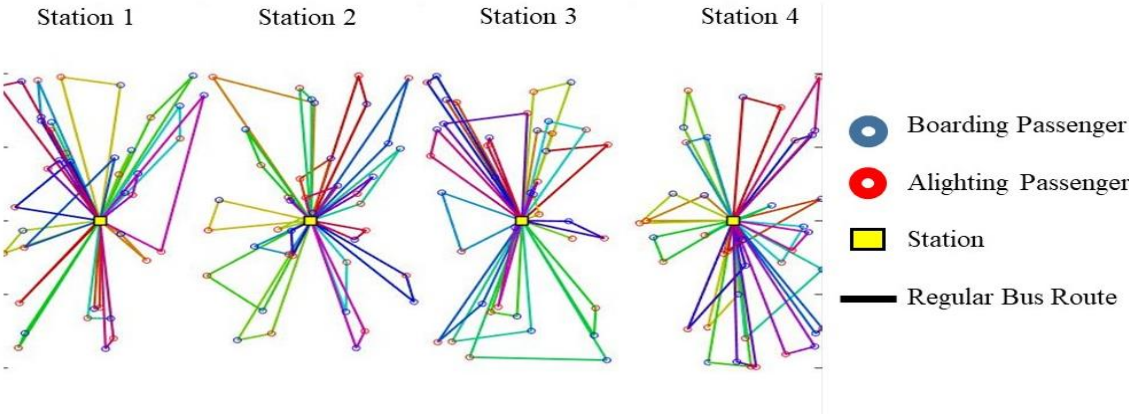 Station 1
Station 2
Station 3
Station 4
Boarding Passenger
Alighting Passenger
Station
Regular Bus Route